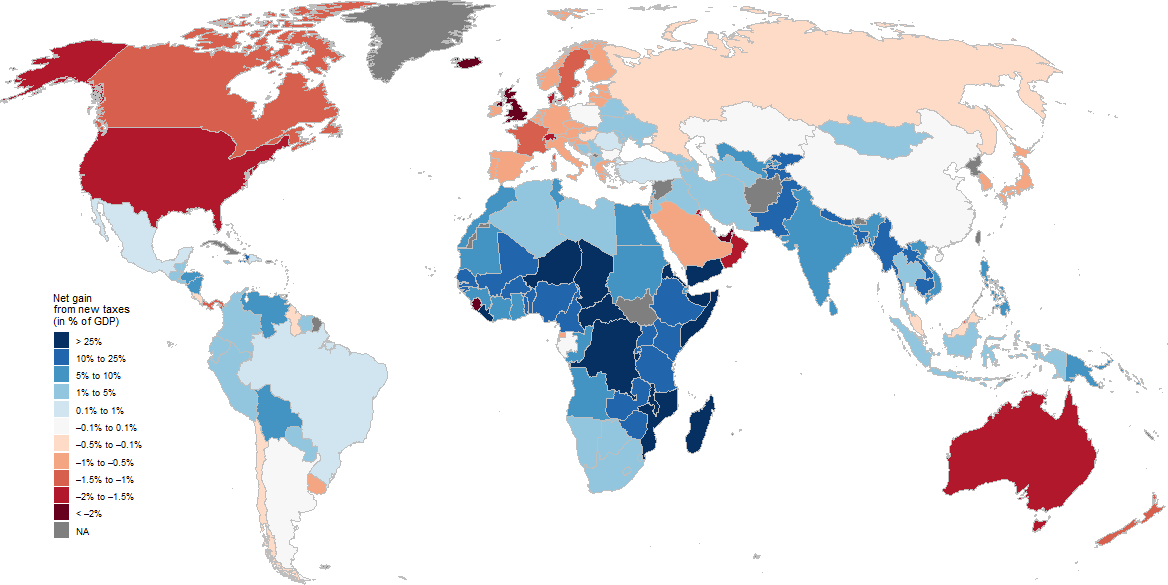 Net gain
from new taxes
(in % of GDP)
> 25%
10% to 25%
5% to 10%
1% to 5%
0.1% to 1%
−0.1% to 0.1%
−0.5% to −0.1%
−1% to −0.5%
−1.5% to −1%
−2% to −1.5%
< −2%
NA